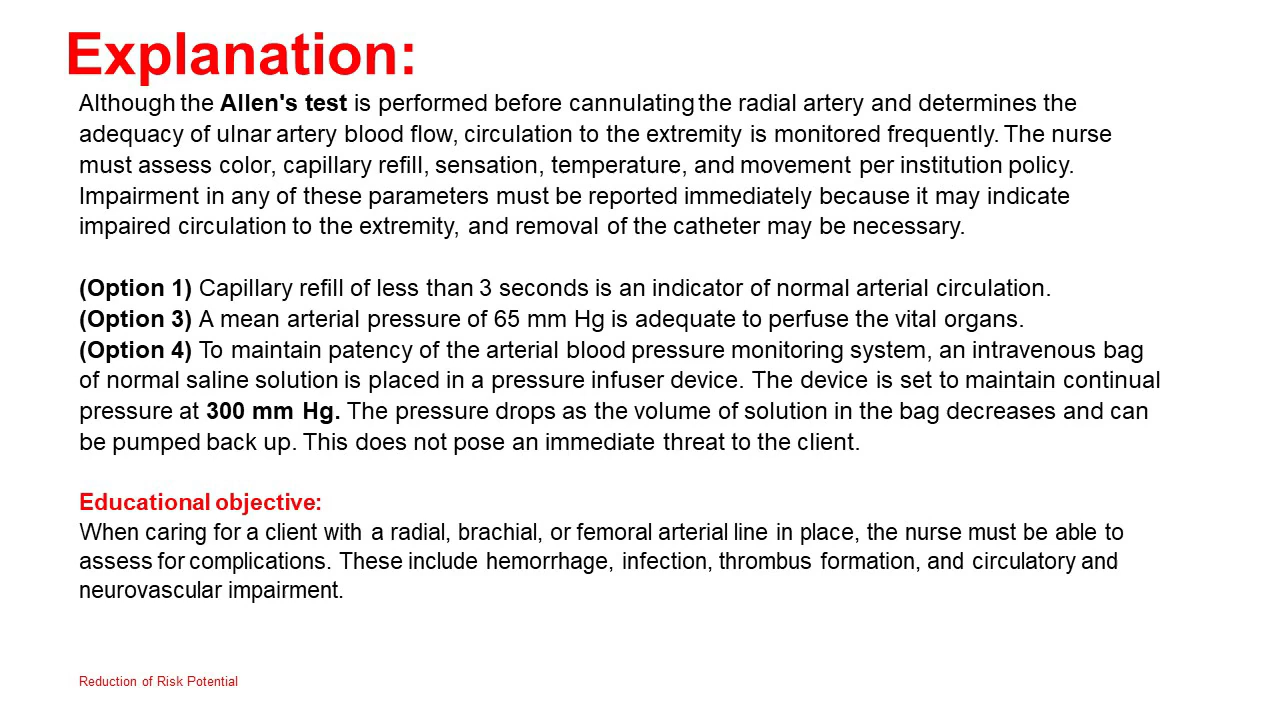 Explanation:
Although the Allen's test is performed before cannulating the radial artery and determines the
adequacy of ulnar artery blood flow, circulation to the extremity is monitored frequently. The nurse
must assess color, capillary refill, sensation, temperature, and movement per institution policy.
Impairment in any of these parameters must be reported immediately because it may indicate
impaired circulation to the extremity, and removal of the catheter may be necessary.
(Option 1) Capillary refill of less than 3 seconds is an indicator of normal arterial circulation.
(Option 3) A mean arterial pressure of 65 mm Hg is adequate to perfuse the vital organs.
(Option 4) To maintain patency of the arterial blood pressure monitoring system, an intravenous bag
of normal saline solution is placed in a pressure infuser device. The device is set to maintain continual
pressure at 300 mm Hg. The pressure drops as the volume of solution in the bag decreases and can
be pumped back up. This does not pose an immediate threat to the client.
Educational objective:
When caring for a client with a radial, brachial, or femoral arterial line in place, the nurse must be able to
assess for complications. These include hemorrhage, infection, thrombus formation, and circulatory and
neurovascular impairment.
Reduction of Risk Potential